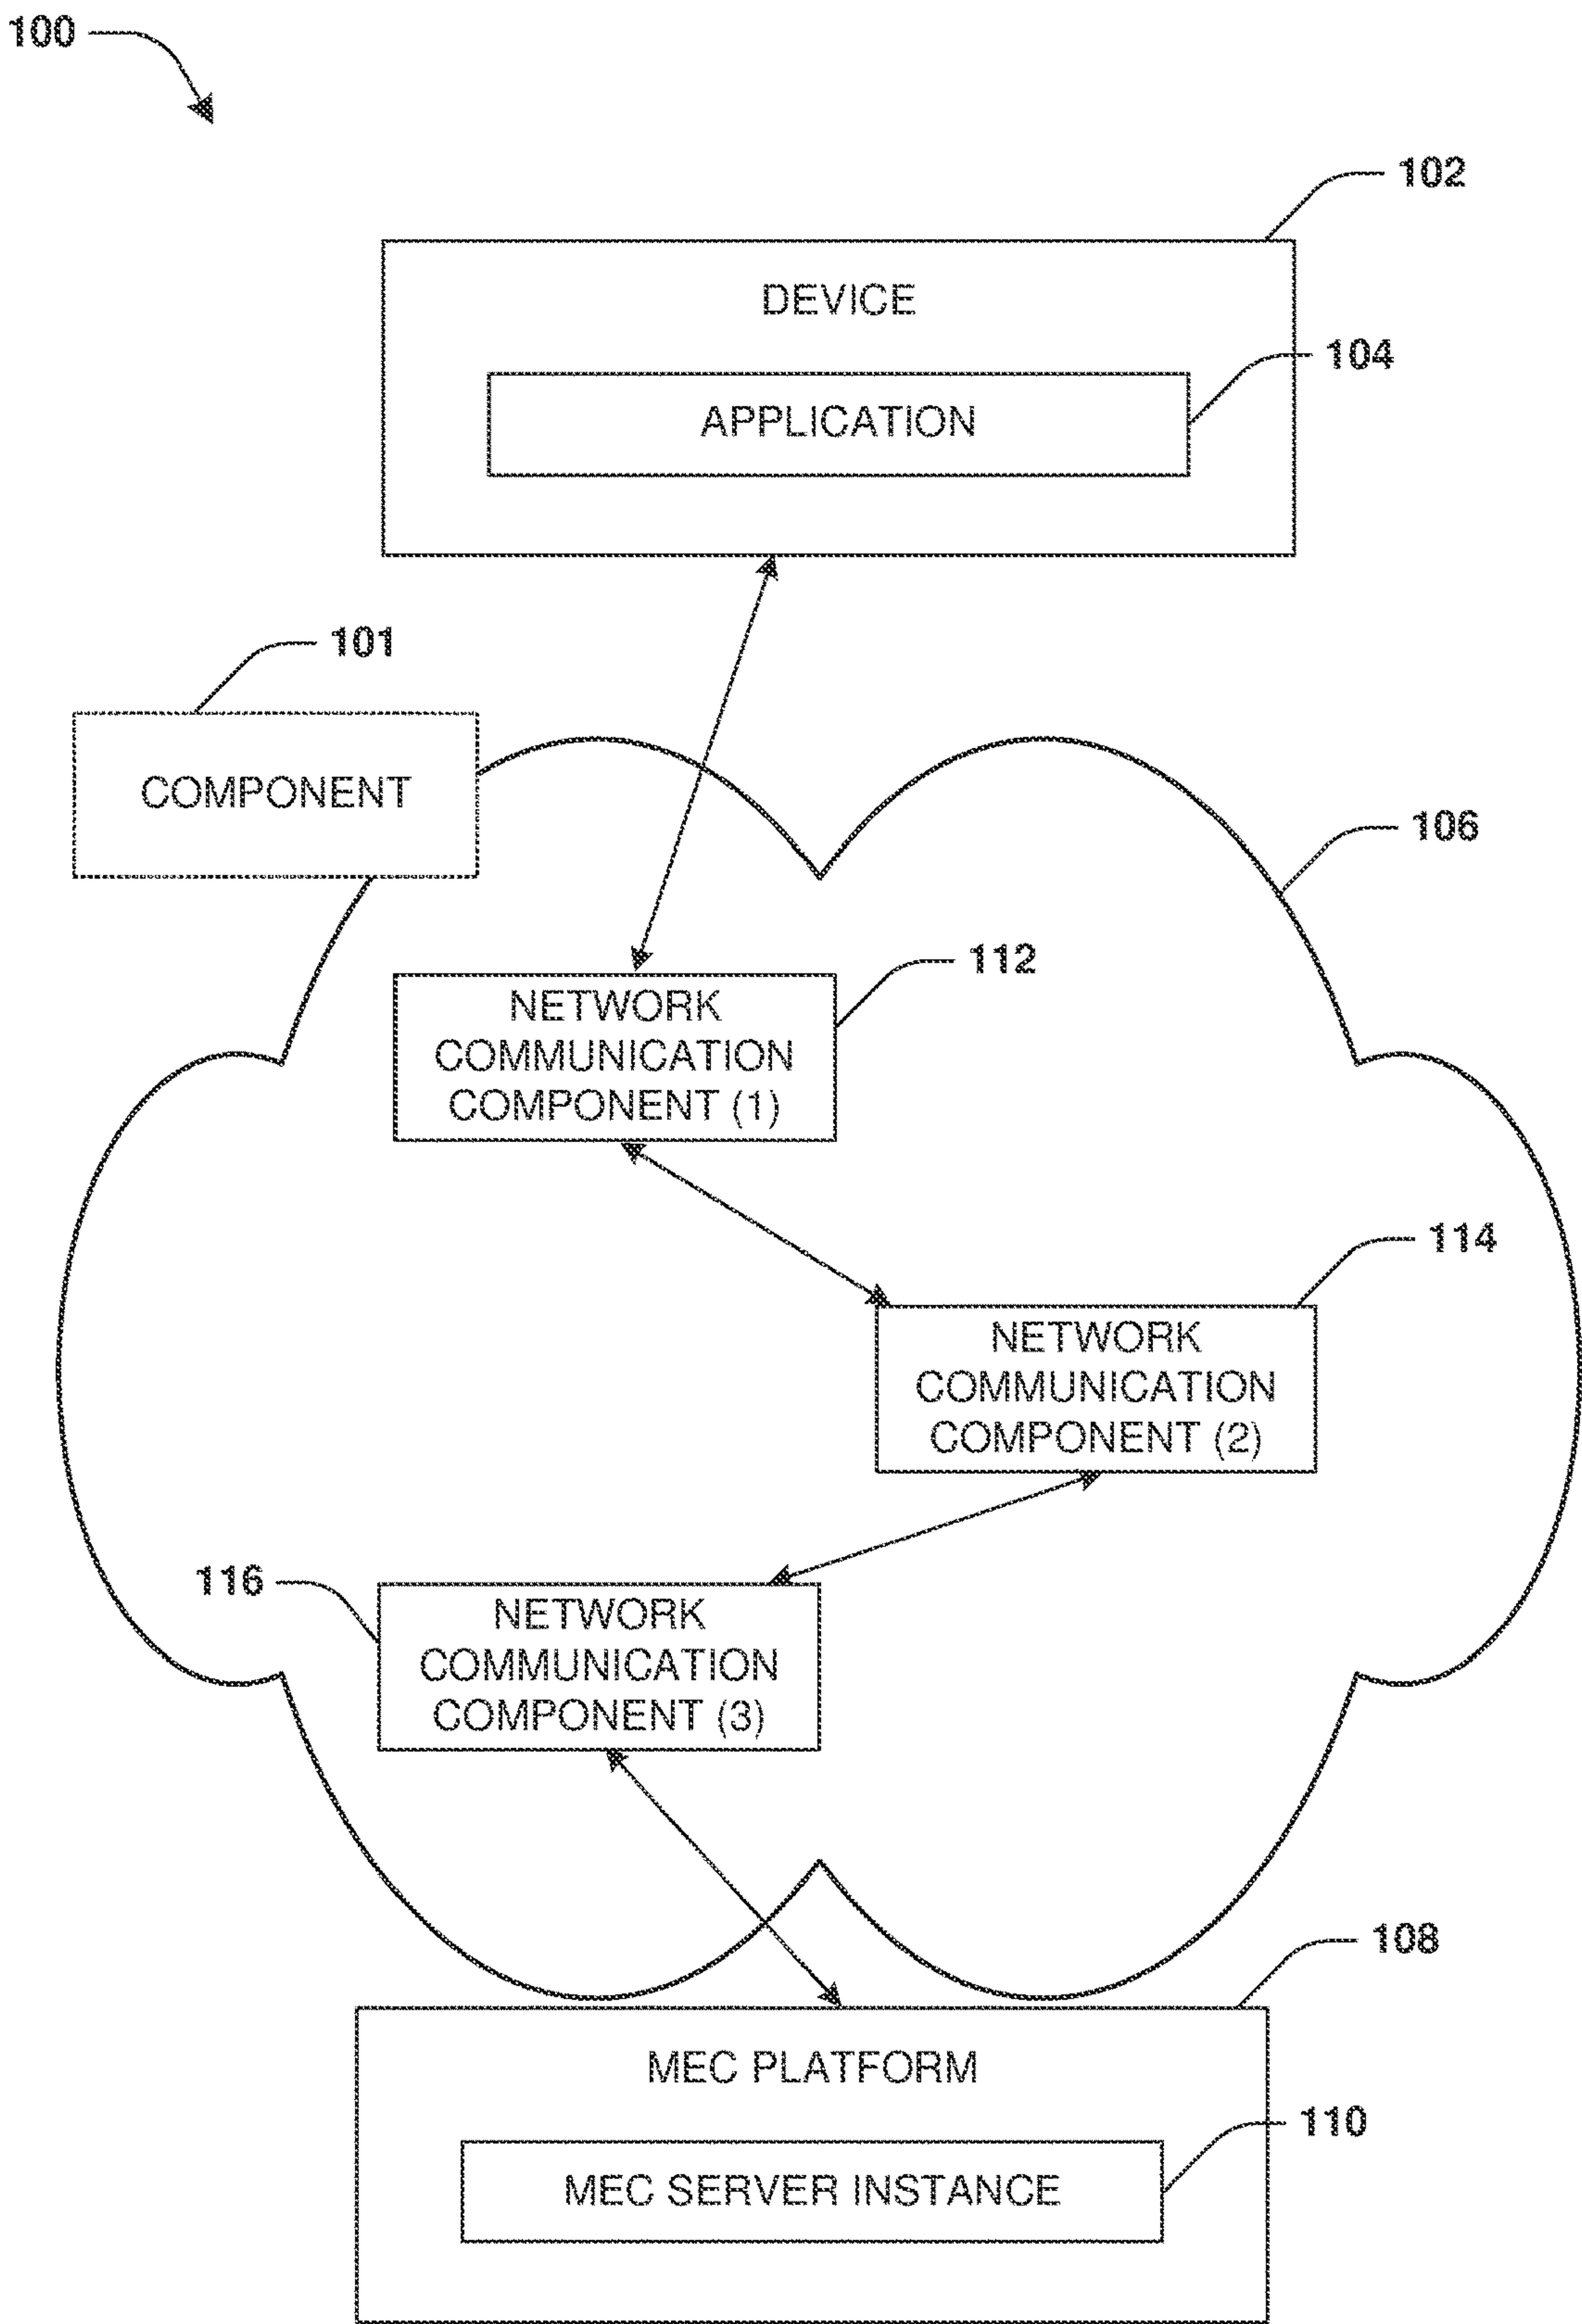 100
102
DEVICE
104
APPLICATION
101
COMPONENT
106
112
NETWORK
COMMUNICATION
COMPONENT (1)
114
NETWORK
COMMUNICATION
COMPONENT (2)
116
NETWORK
COMMUNICATION
COMPONENT (3)
108
MEC PLATFORM
110
MEC SERVER INSTANCE